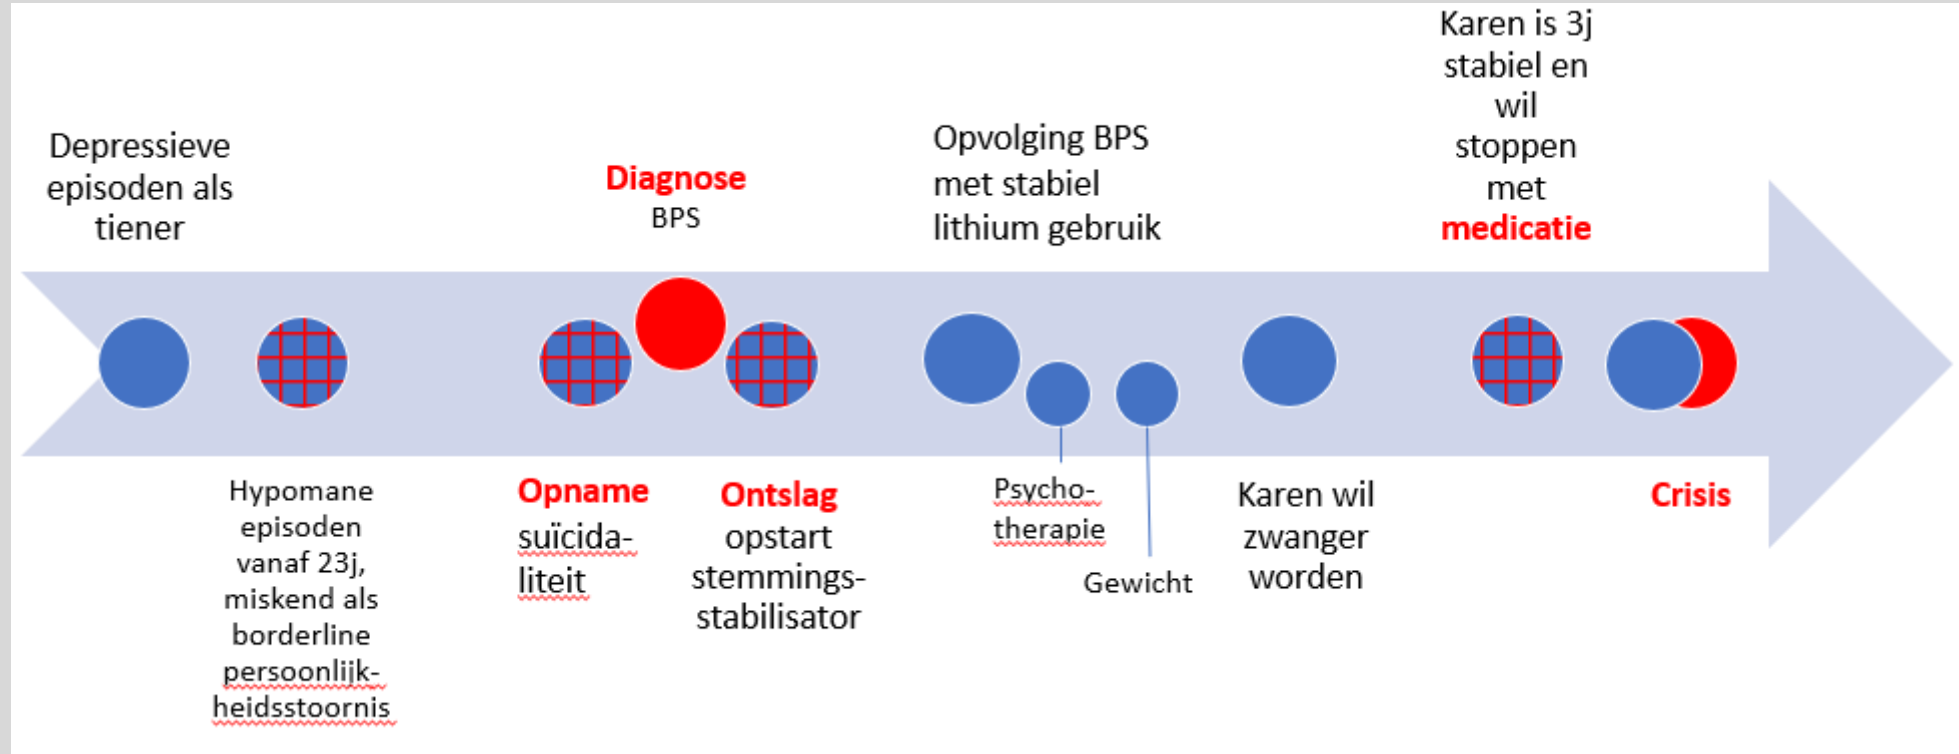 Depressieve
episoden als
tiener
Hypomane
episoden
vanaf 23j,
miskend als
borderline
persoonlijk-
heidsstoornis
Opname
suïcida-
liteit
Diagnose
BPS
Ontslag
opstart
stemmings-
stabilisator
Opvolging BPS
met stabiel
lithium gebruik
Psycho-
therapie
Gewicht
Karen wil
zwanger
worden
Karen is 3j
stabiel en
wil
stoppen
met
medicatie
Crisis